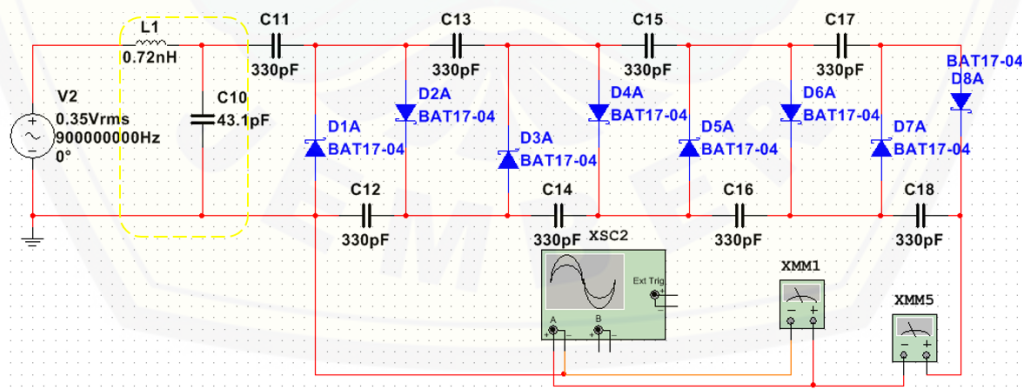 L1
0.72nH
C11
330pF
C13
330pF
C15
330pF
C17
330pF
BAT17-04
D8A
V2
0.35Vrms
900000000Hz
0°
C10
43.1pF
D2A
BAT17-04
D4A
BAT17-04
D6A
BAT17-04
D1A
BAT17-04
D3A
BAT17-04
D5A
BAT17-04
D7A
BAT17-04
C12
330pF
C14
330pF
C16
330pF
C18
330pF
XSC2
Ext Trig
+
−
A
B
+ − + −
XMM1
− +
XMM5
− +